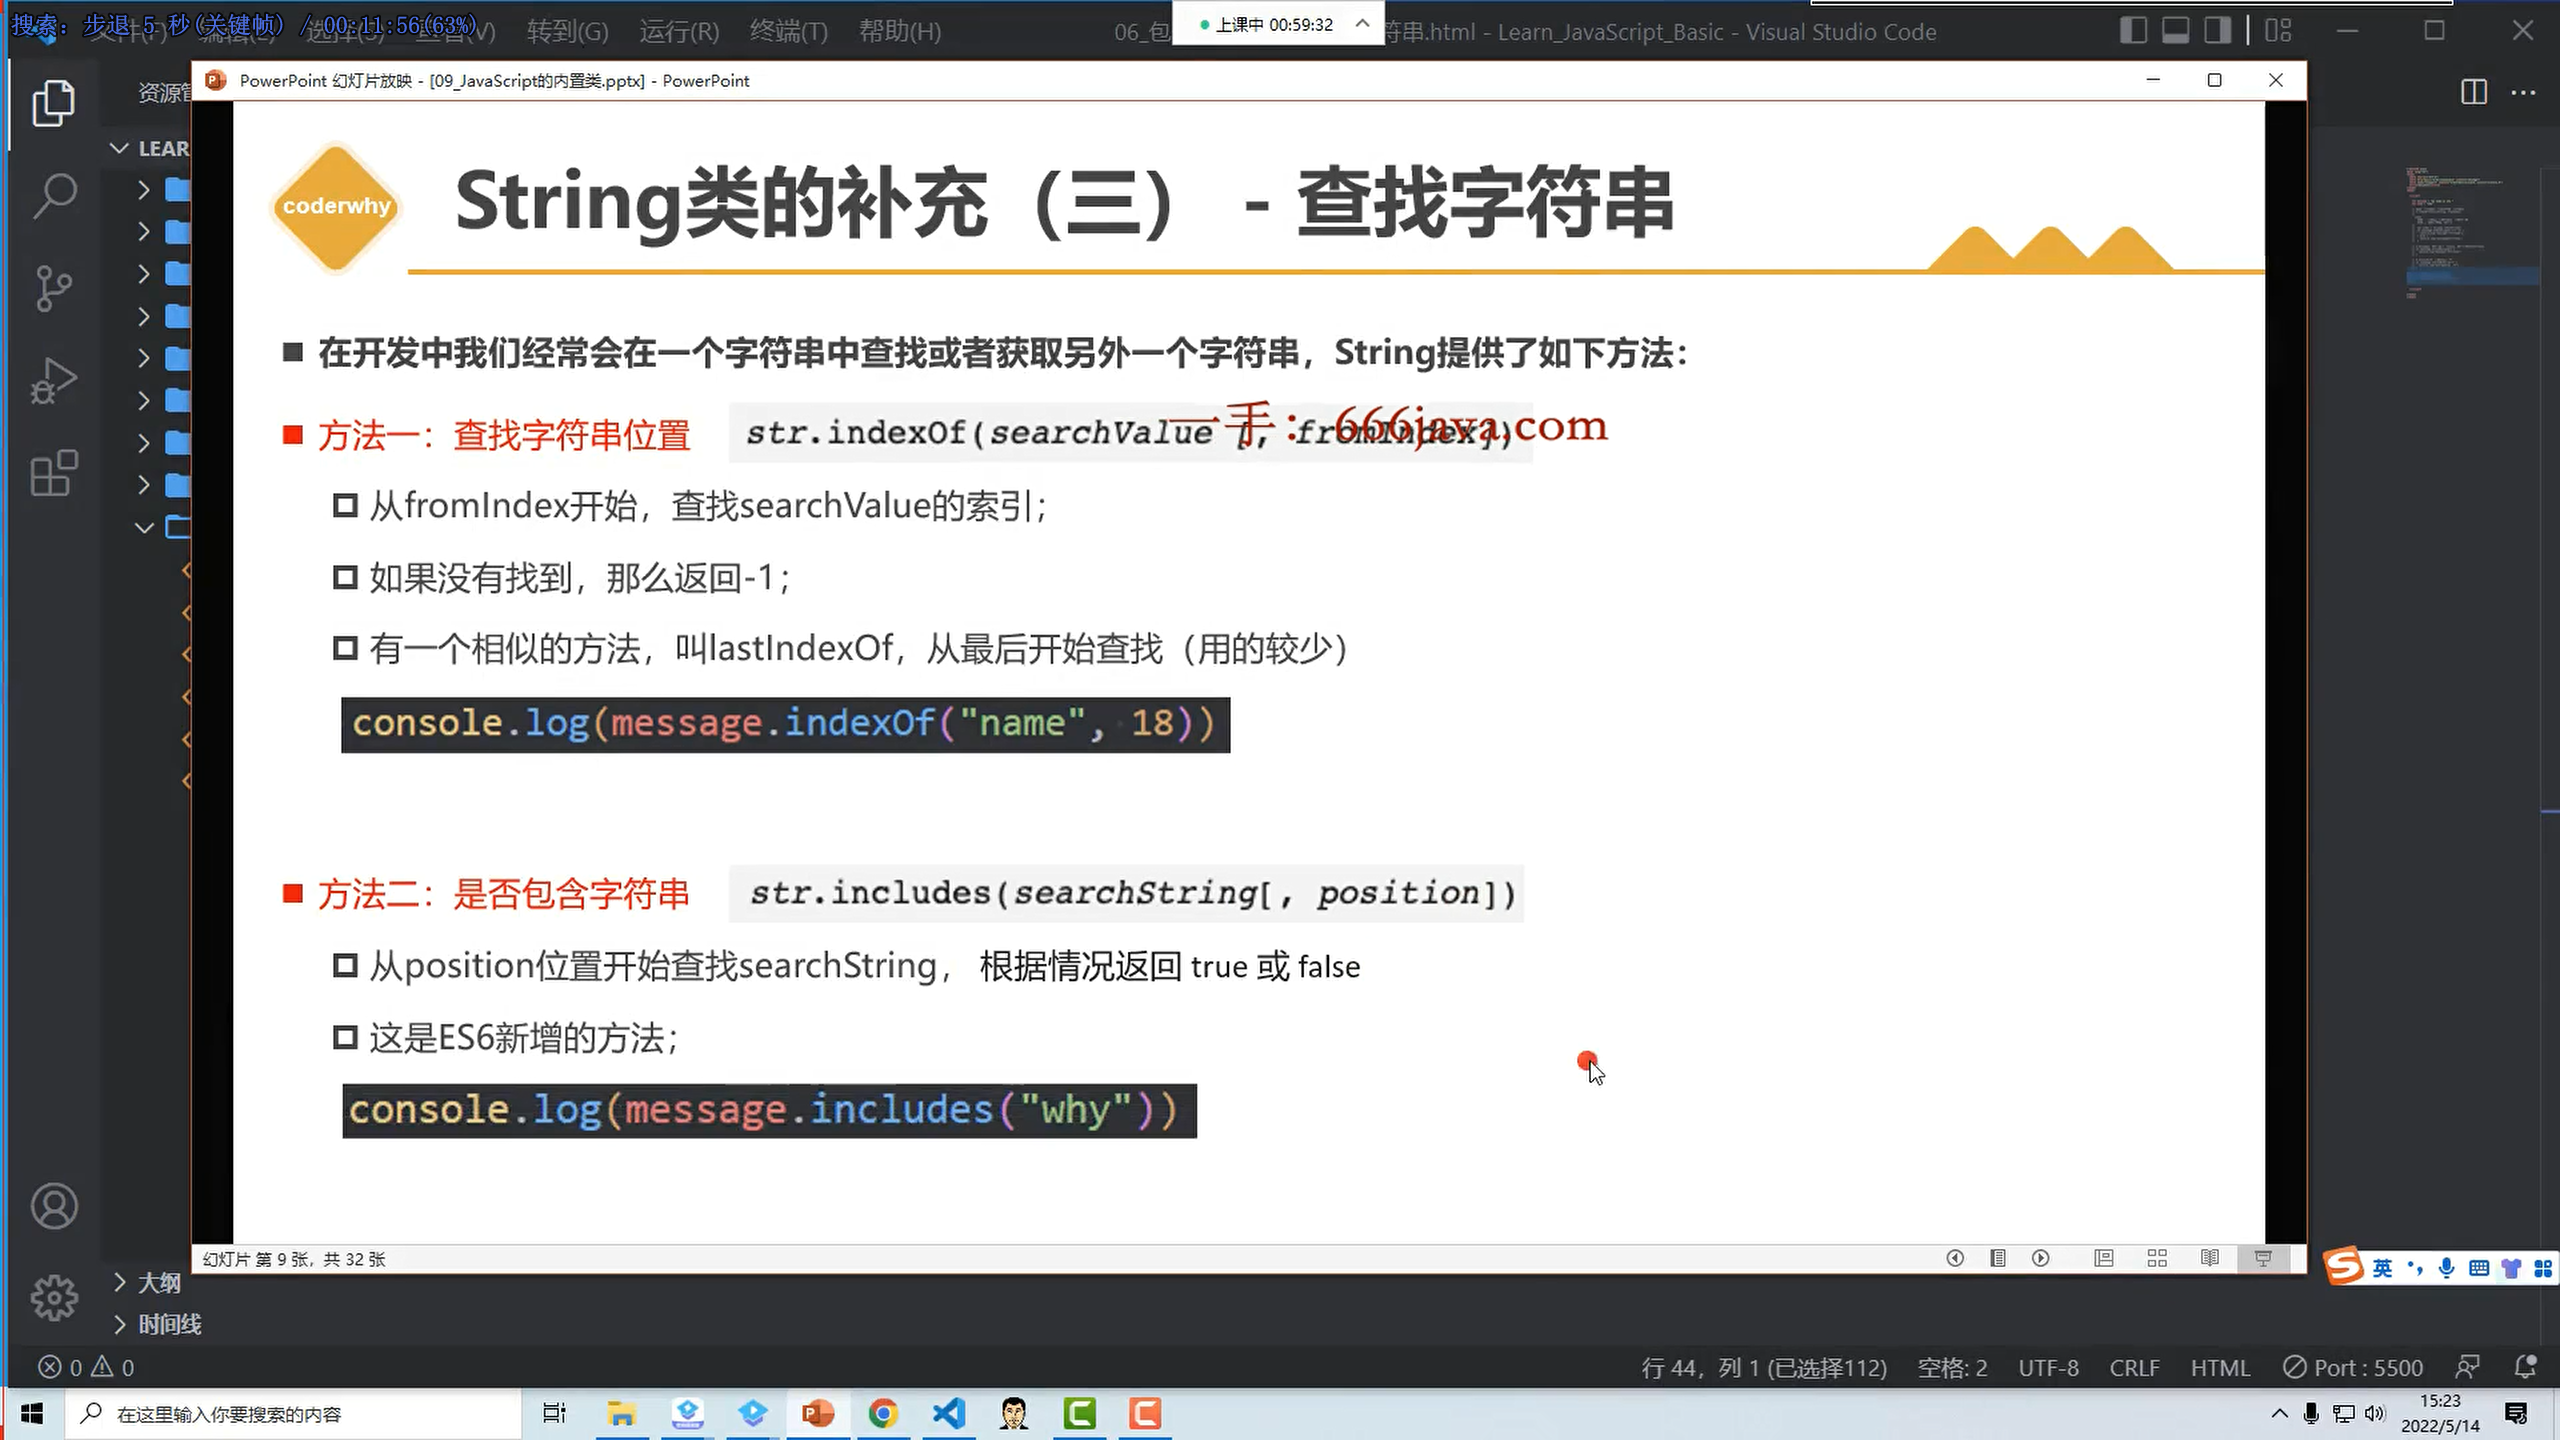 搜索: 步退 5 秒(关键帧) / 00:11:56(63%)
转到(G) 运行(R) 终端(T) 帮助(H)
上课中 00:59:32
符串.html - Learn_JavaScript_Basic - Visual Studio Code
PowerPoint 幻灯片放映 - [09_JavaScript的内置类.pptx] - PowerPoint
LEAR
coderwhy
String类的补充（三） - 查找字符串
在开发中我们经常会在一个字符串中查找或者获取另外一个字符串，String提供了如下方法：
方法一：查找字符串位置 str.indexOf(searchValue [, fromIndex])
一手：666java.com
从fromIndex开始，查找searchValue的索引；
如果没有找到，那么返回-1；
有一个相似的方法，叫lastIndexOf，从最后开始查找（用的较少）
console.log(message.indexOf("name", 18))
方法二：是否包含字符串 str.includes(searchString[, position])
从position位置开始查找searchString， 根据情况返回 true 或 false
这是ES6新增的方法；
console.log(message.includes("why"))
幻灯片 第 9 张，共 32 张
英
大纲
时间线
0 0
行 44，列 1 (已选择112) 空格: 2 UTF-8 CRLF HTML Port : 5500
在这里输入你要搜索的内容
15:23
2022/5/14